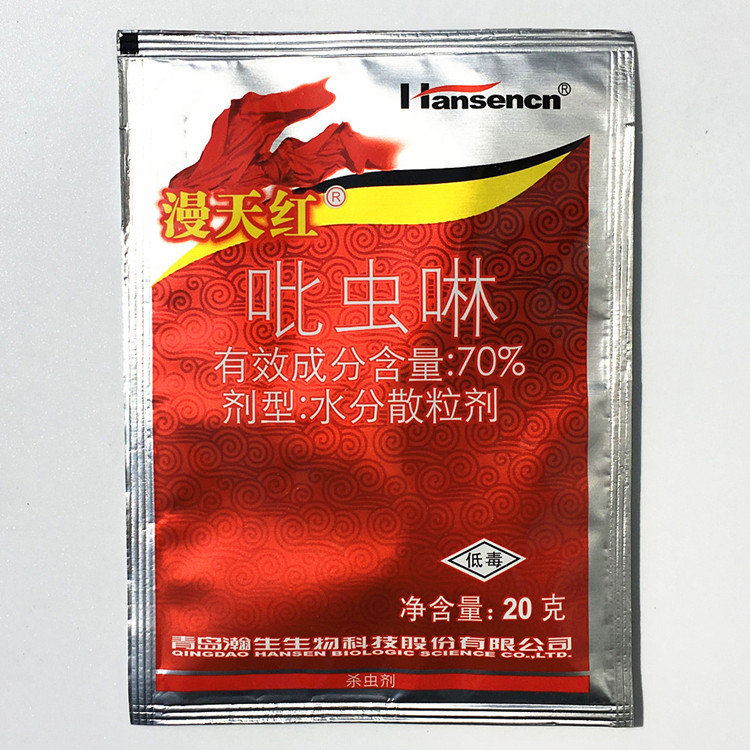 Hansencn®
漫天红®
吡虫啉
有效成分含量:70%
剂型:水分散粒剂
低毒
净含量: 20 克
青岛瀚生生物科技股份有限公司
QINGDAO HANSEN BIOLOGIC SCIENCE CO.,LTD.
杀虫剂